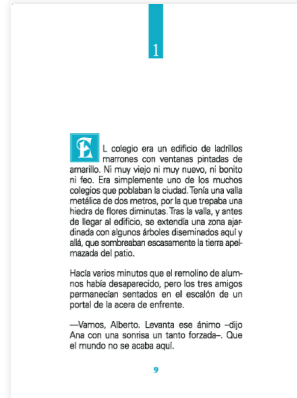 1
EL colegio era un edificio de ladrillos
marrones con ventanas pintadas de
amarillo. Ni muy viejo ni muy nuevo, ni bonito
ni feo. Era simplemente uno de los muchos
colegios que poblaban la ciudad. Tenía una valla
metálica de dos metros, por la que trepaba una
hiedra de flores diminutas. Tras la valla, y antes
de llegar al edificio, se extendía una zona ajar-
dinada con algunos árboles diseminados aquí y
allá, que sombreaban escasamente la tierra apel-
mazada del patio.
Hacía varios minutos que el remolino de alum-
nos había desaparecido, pero los tres amigos
permanecían sentados en el escalón de un
portal de la acera de enfrente.
—Vamos, Alberto. Levanta ese ánimo –dijo
Ana con una sonrisa un tanto forzada–. Que
el mundo no se acaba aquí.
9